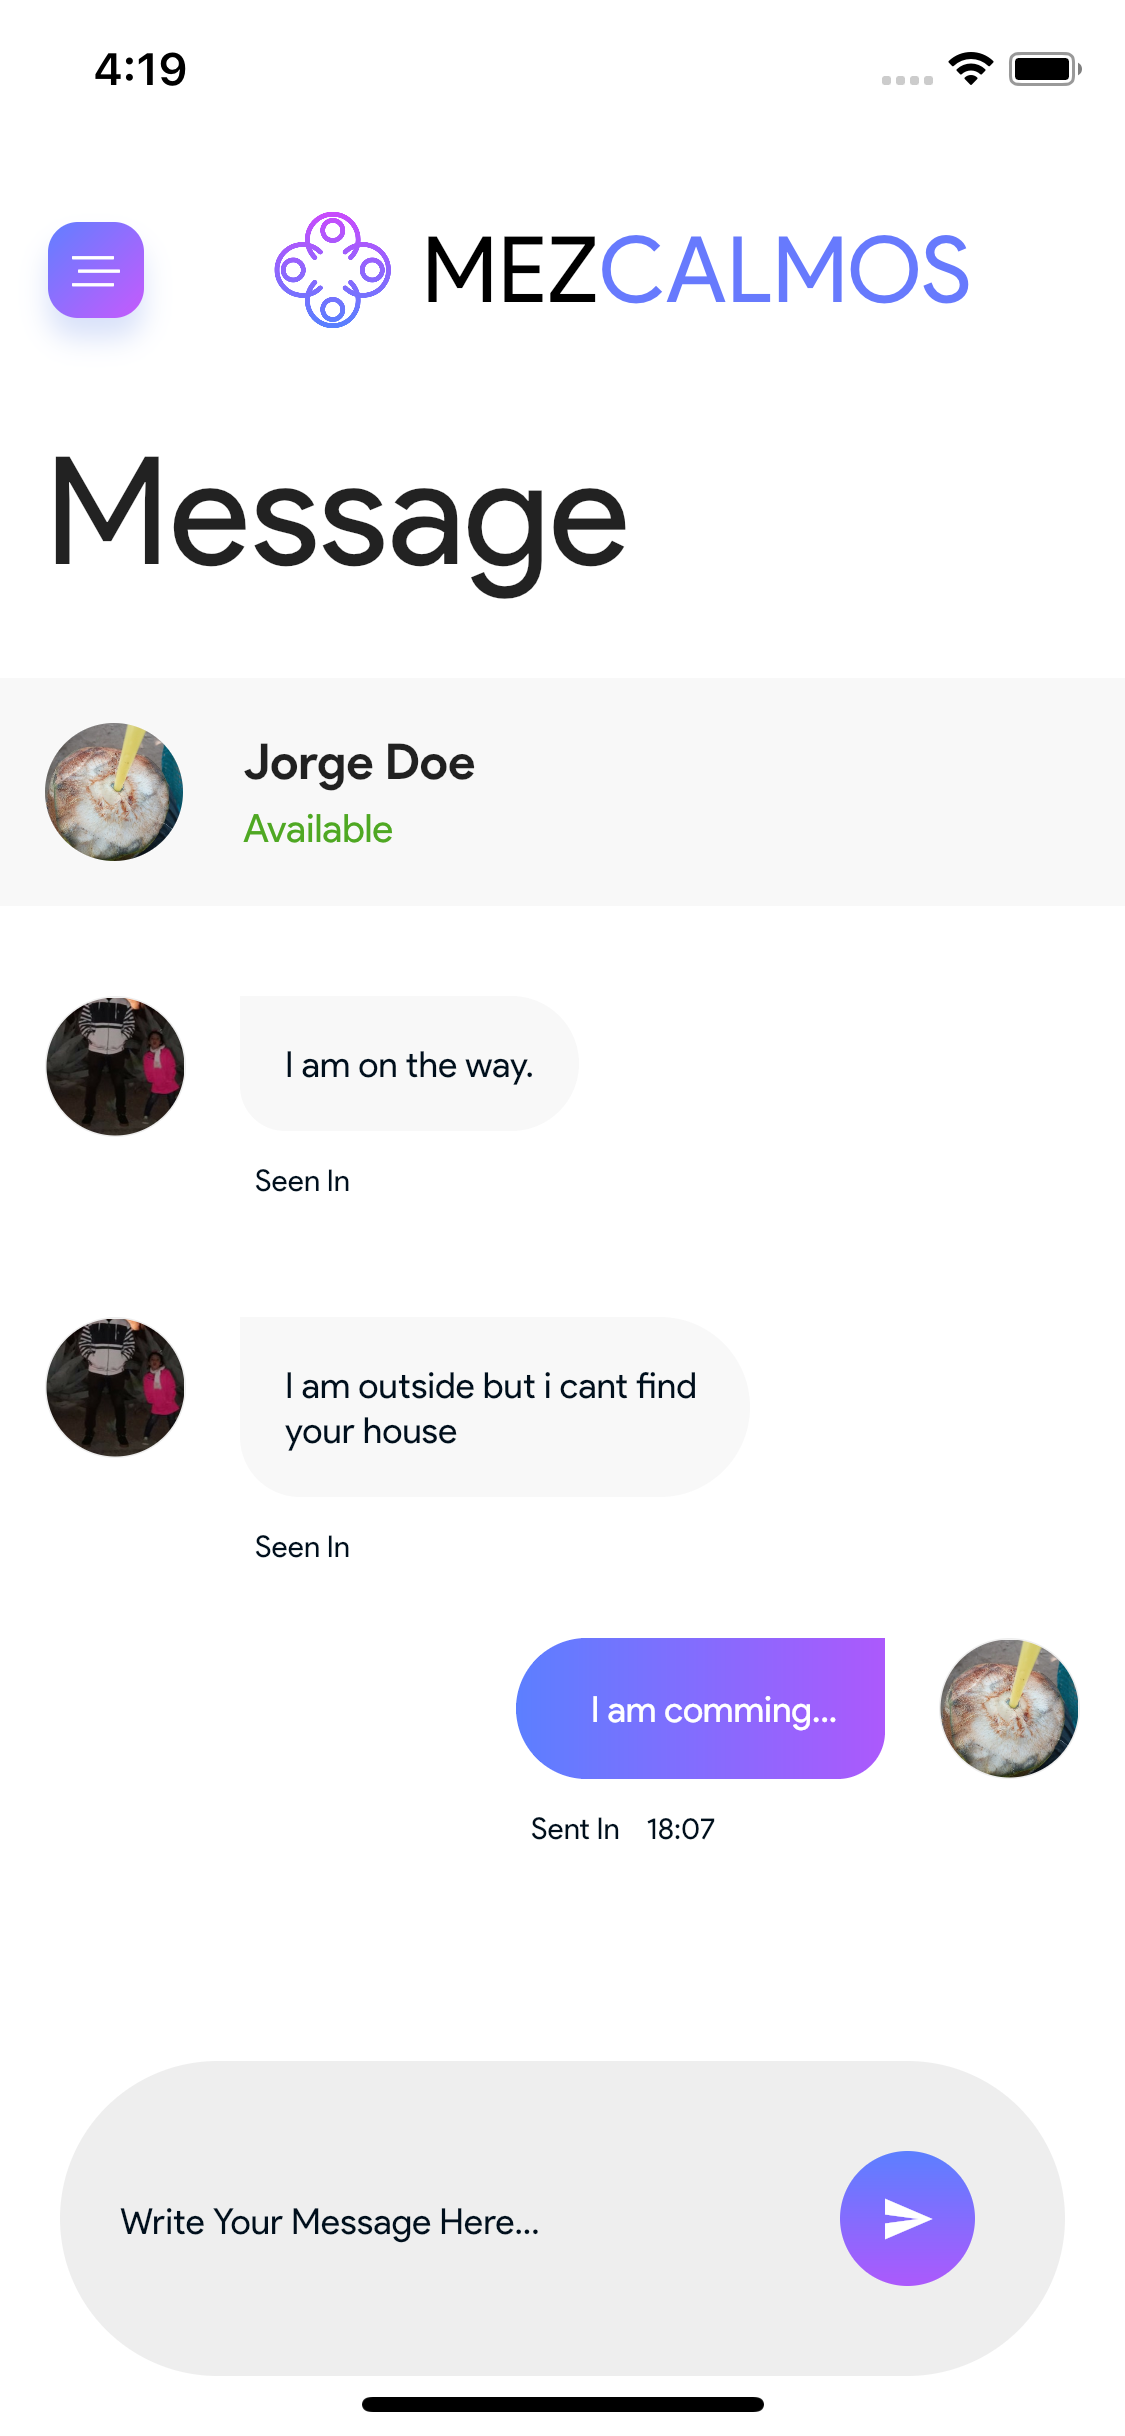 4:19
MEZCALMOS
Message
Jorge Doe
Available
I am on the way.
Seen In
I am outside but i cant find
your house
Seen In
I am comming...
Sent In 18:07
Write Your Message Here...